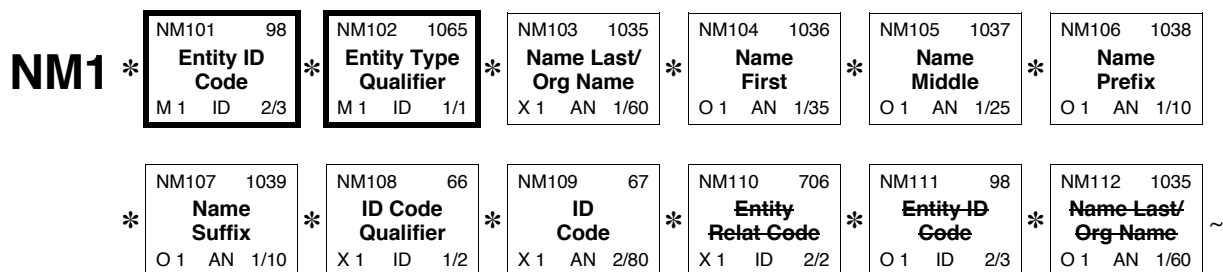 NM101 98 NM102 1065 NM103 1035 NM104 1036 NM105 1037 NM106 1038
NM1 * Entity ID * Entity Type * Name Last/ * Name * Name * Name
Code Qualifier Org Name First Middle Prefix
M 1 ID 2/3 M 1 ID 1/1 X 1 AN 1/60 O 1 AN 1/35 O 1 AN 1/25 O 1 AN 1/10
NM107 1039 NM108 66 NM109 67 NM110 706 NM111 98 NM112 1035
* Name * ID Code * ID * Entity * Entity ID * Name Last/ ~
Suffix Qualifier Code Relat Code Code Org Name
O 1 AN 1/10 X 1 ID 1/2 X 1 AN 2/80 X 1 ID 2/2 O 1 ID 2/3 O 1 AN 1/60